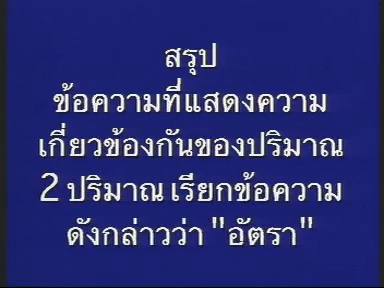 สรุป
ข้อความที่แสดงความ
เกี่ยวข้องกันของปริมาณ
2 ปริมาณ เรียกข้อความ
ดังกล่าวว่า "อัตรา"